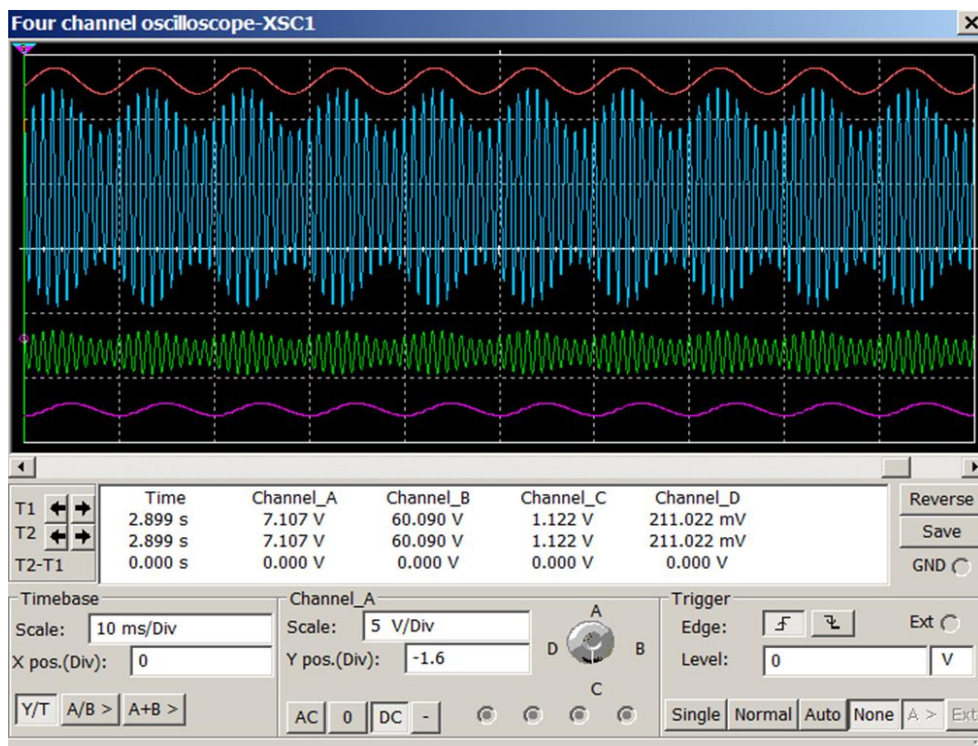 Four channel oscilloscope-XSC1
Time Channel_A Channel_B Channel_C Channel_D
T1 2.899 s 7.107 V 60.090 V 1.122 V 211.022 mV
T2 2.899 s 7.107 V 60.090 V 1.122 V 211.022 mV
T2-T1 0.000 s 0.000 V 0.000 V 0.000 V 0.000 V
Reverse
Save
GND
Timebase
Scale: 10 ms/Div
X pos.(Div): 0
Y/T A/B > A+B >
Channel_A
Scale: 5 V/Div
Y pos.(Div): -1.6
AC 0 DC -
A
D B
C
Trigger
Edge: Ext
Level: 0 V
Single Normal Auto None A > Ext